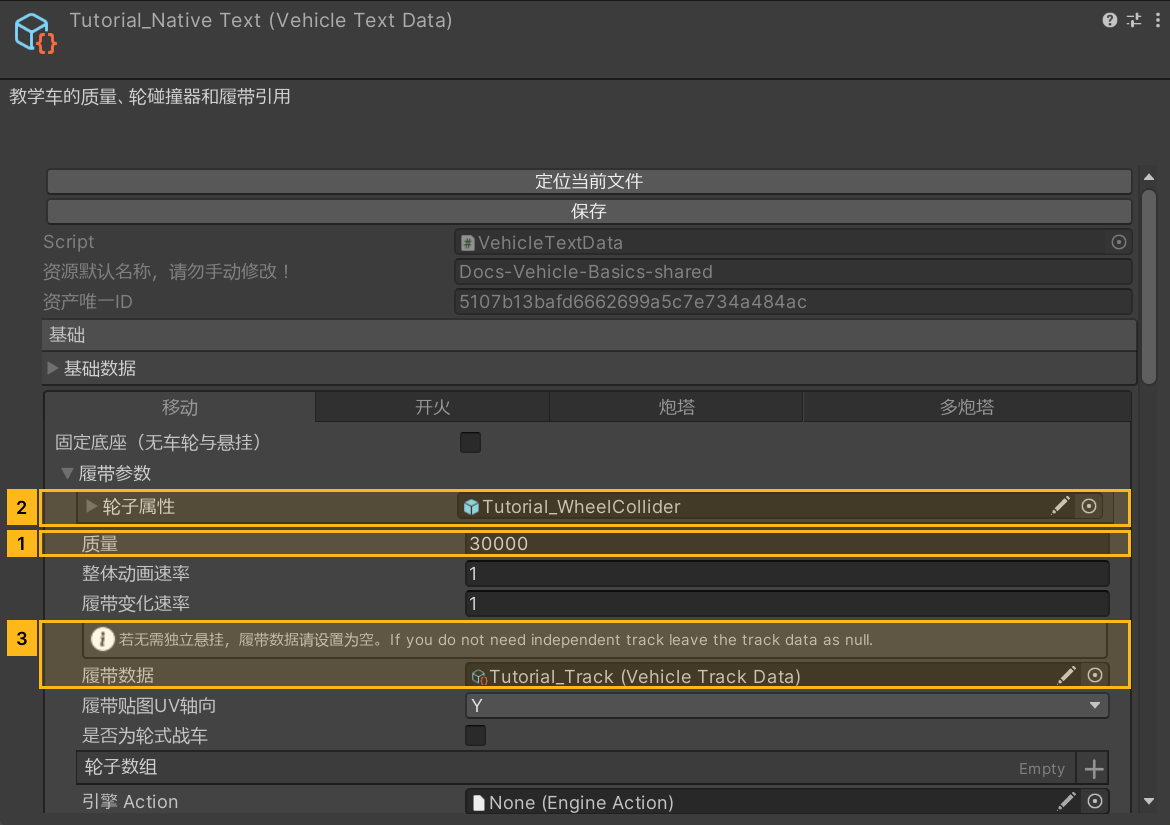 Tutorial_Native Text (Vehicle Text Data)
教学车的质量、轮碰撞器和履带引用
定位当前文件
保存
Script # VehicleTextData
资源默认名称，请勿手动修改！ Docs-Vehicle-Basics-shared
资产唯一ID 5107b13bafd6662699a5c7e734a484ac
基础
基础数据
移动 开火 炮塔 多炮塔
固定底座（无车轮与悬挂）
履带参数
2 轮子属性 Tutorial_WheelCollider
1 质量 30000
整体动画速率 1
履带变化速率 1
3 若无需独立悬挂，履带数据请设置为空。If you do not need independent track leave the track data as null.
履带数据 Tutorial_Track (Vehicle Track Data)
履带贴图UV轴向 Y
是否为轮式战车
轮子数组 Empty
引擎 Action None (Engine Action)